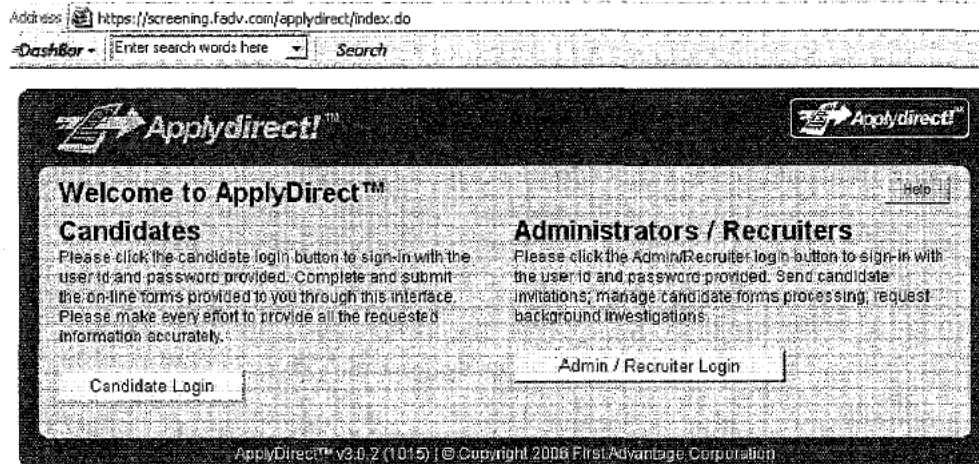 Address https://screening.fadv.com/applydirect/index.do
DashBar - Enter search words here Search
Applydirect!™ Applydirect!™
Welcome to ApplyDirect™ Help
Candidates
Please click the candidate login button to sign-in with the
user id and password provided. Complete and submit
the on-line forms provided to you through this interface.
Please make every effort to provide all the requested
information accurately.
Candidate Login
Administrators / Recruiters
Please click the Admin/Recruiter login button to sign-in with
the user id and password provided. Send candidate
invitations; manage candidate forms processing; request
background investigations.
Admin / Recruiter Login
ApplyDirect™ v3.0.2 (1015) | © Copyright 2006 First Advantage Corporation